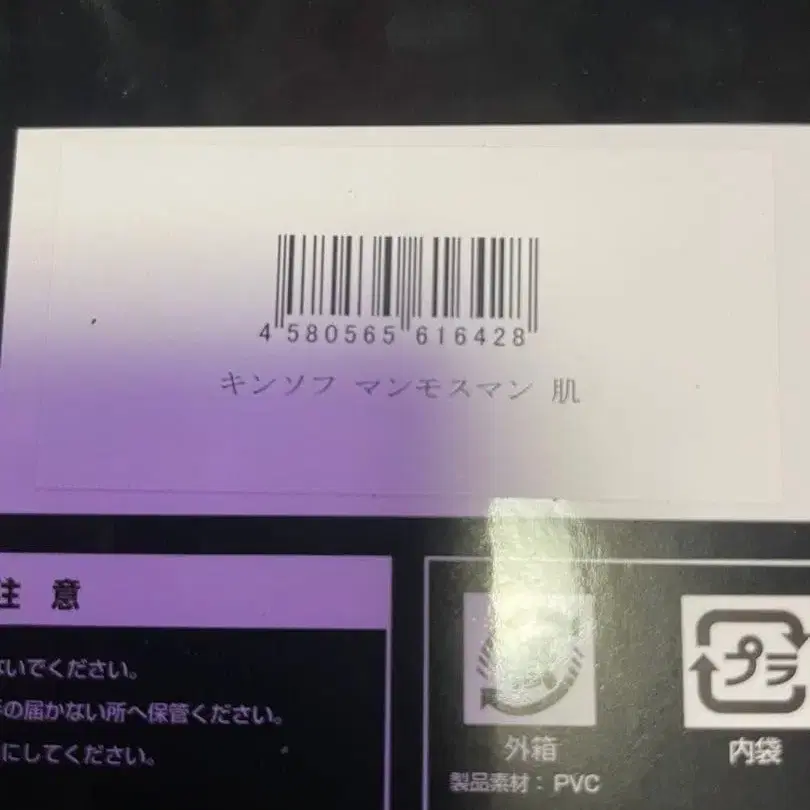 4 580565 616428
キンソフ マンモスマン 肌
注 意
ないでください。
の届かない所へ保管ください。
にしてください。
プラ
外箱
内袋
製品素材：PVC